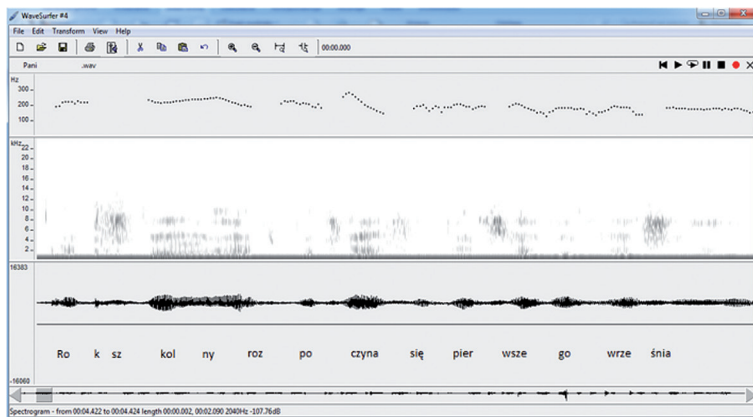 WaveSurfer #4
File Edit Transform View Help
00:00.000
Pani .wav
Hz
300
200
100
kHz
22
20
18
16
14
12
10
8
6
4
2
16383
Ro k sz kol ny roz po czyna się pier wsze go wrze śnia
-16060
Spectrogram - from 00:04.422 to 00:04.424 length 00:00.002, 00:02.090 2040Hz -107.76dB